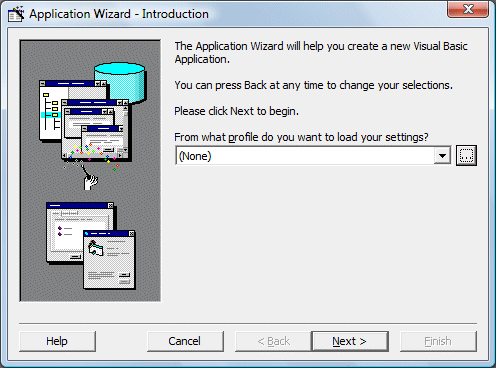 Application Wizard - Introduction
The Application Wizard will help you create a new Visual Basic
Application.
You can press Back at any time to change your selections.
Please click Next to begin.
From what profile do you want to load your settings?
(None)
...
Help
Cancel
< Back
Next >
Finish